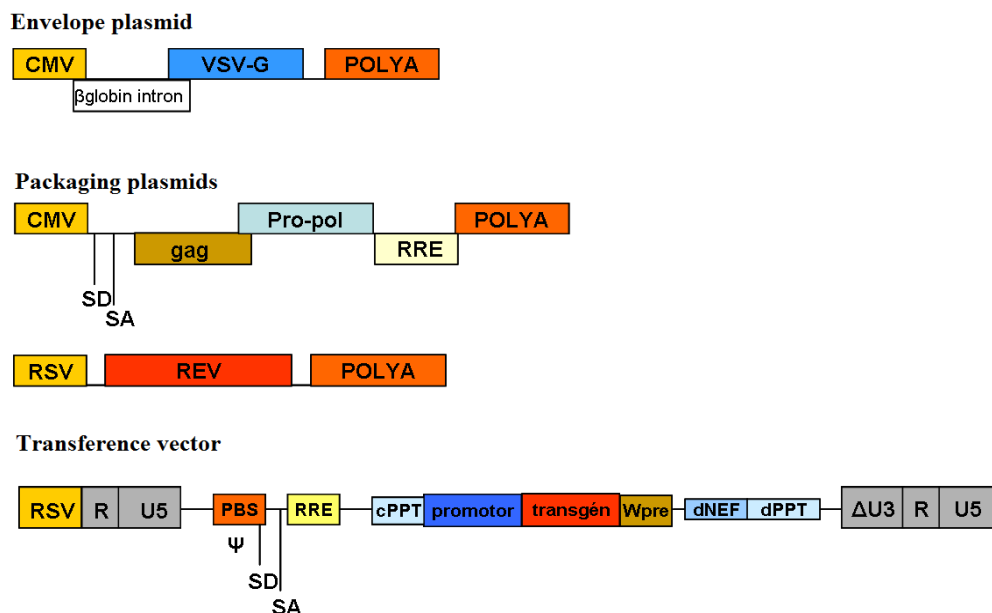 Envelope plasmid
CMV VSV-G POLYA
βglobin intron
Packaging plasmids
CMV Pro-pol POLYA
gag RRE
SD
SA
RSV REV POLYA
Transference vector
RSV R U5 PBS RRE cPPT promotor transgén Wpre dNEF dPPT ΔU3 R U5
Ψ
SD
SA